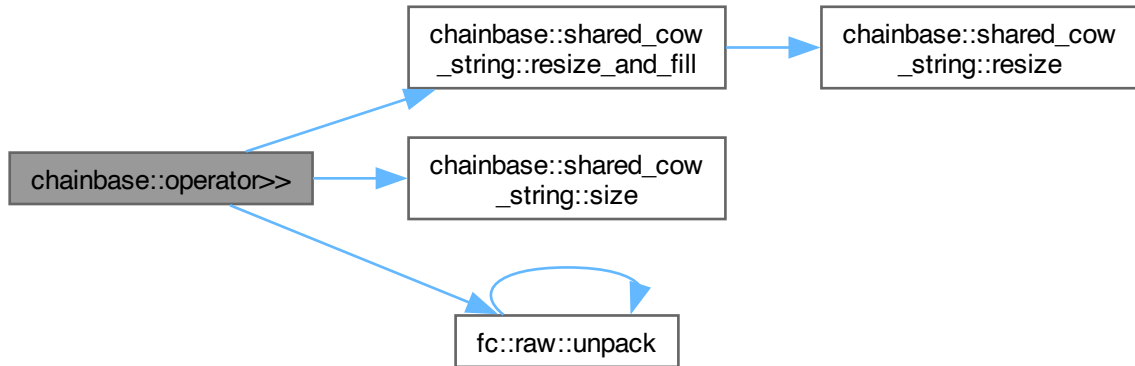 chainbase::shared_cow
_string::resize_and_fill
chainbase::shared_cow
_string::resize
chainbase::operator>>
chainbase::shared_cow
_string::size
fc::raw::unpack